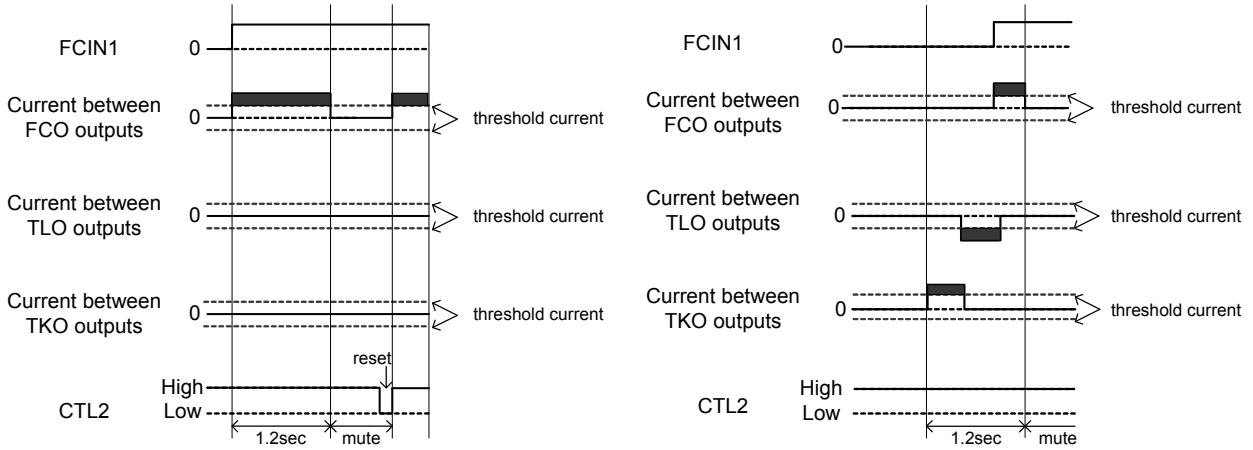 FCIN1
0
Current between
FCO outputs
0
threshold current
Current between
TLO outputs
0
threshold current
Current between
TKO outputs
0
threshold current
reset
CTL2
High
Low
1.2sec
mute
FCIN1
0
Current between
FCO outputs
0
threshold current
Current between
TLO outputs
0
threshold current
Current between
TKO outputs
0
threshold current
CTL2
High
Low
1.2sec
mute